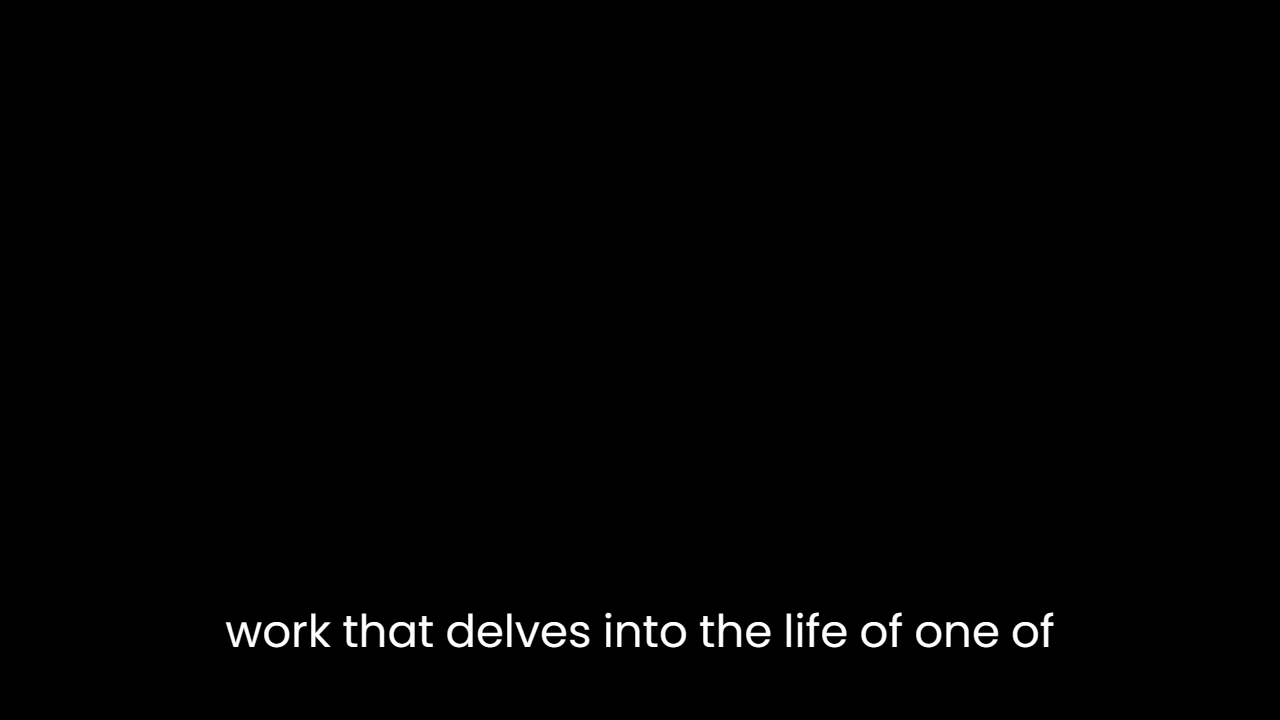 work that delves into the life of one of